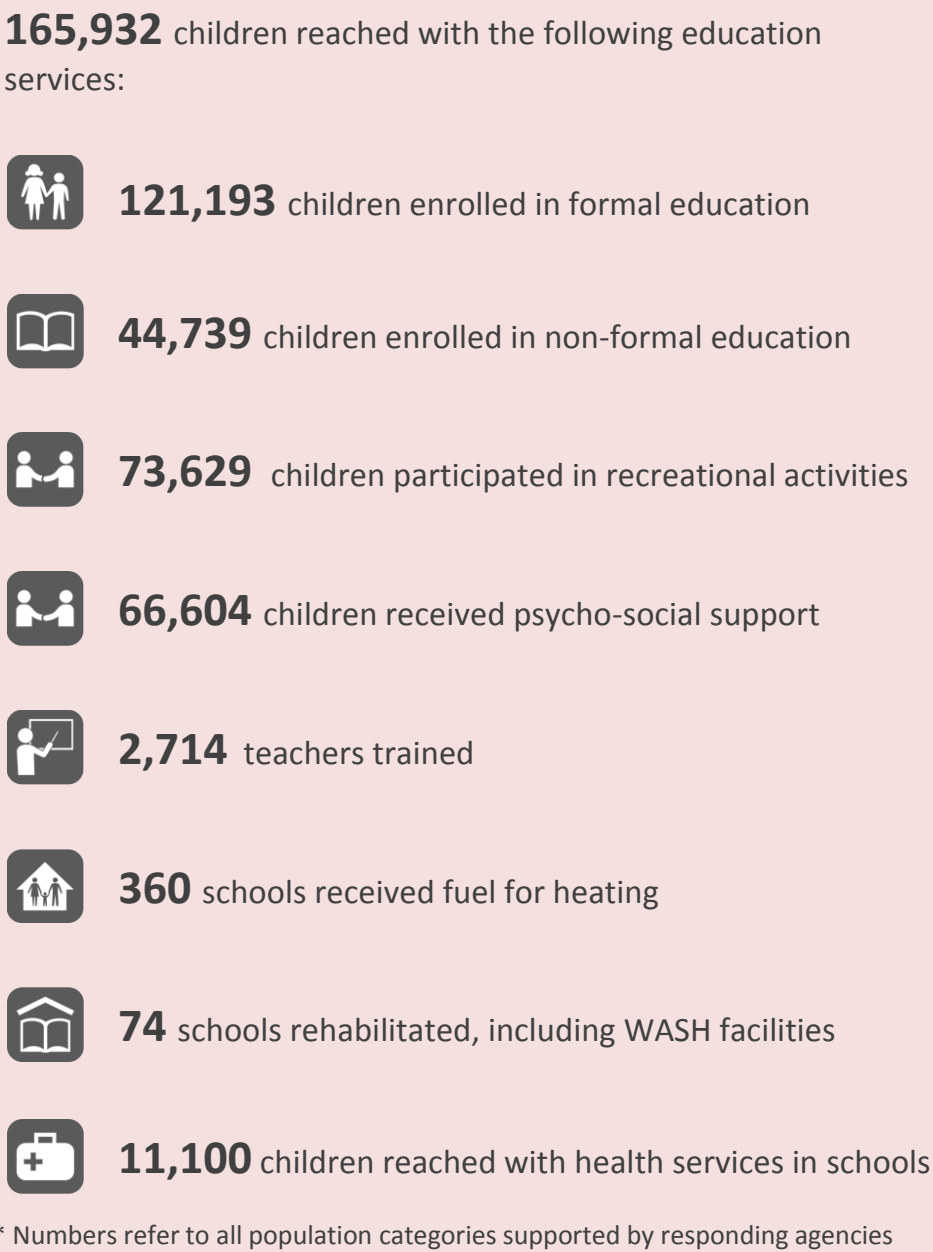 165,932 children reached with the following education
services:
121,193 children enrolled in formal education
44,739 children enrolled in non-formal education
73,629 children participated in recreational activities
66,604 children received psycho-social support
2,714 teachers trained
360 schools received fuel for heating
74 schools rehabilitated, including WASH facilities
11,100 children reached with health services in schools
* Numbers refer to all population categories supported by responding agencies